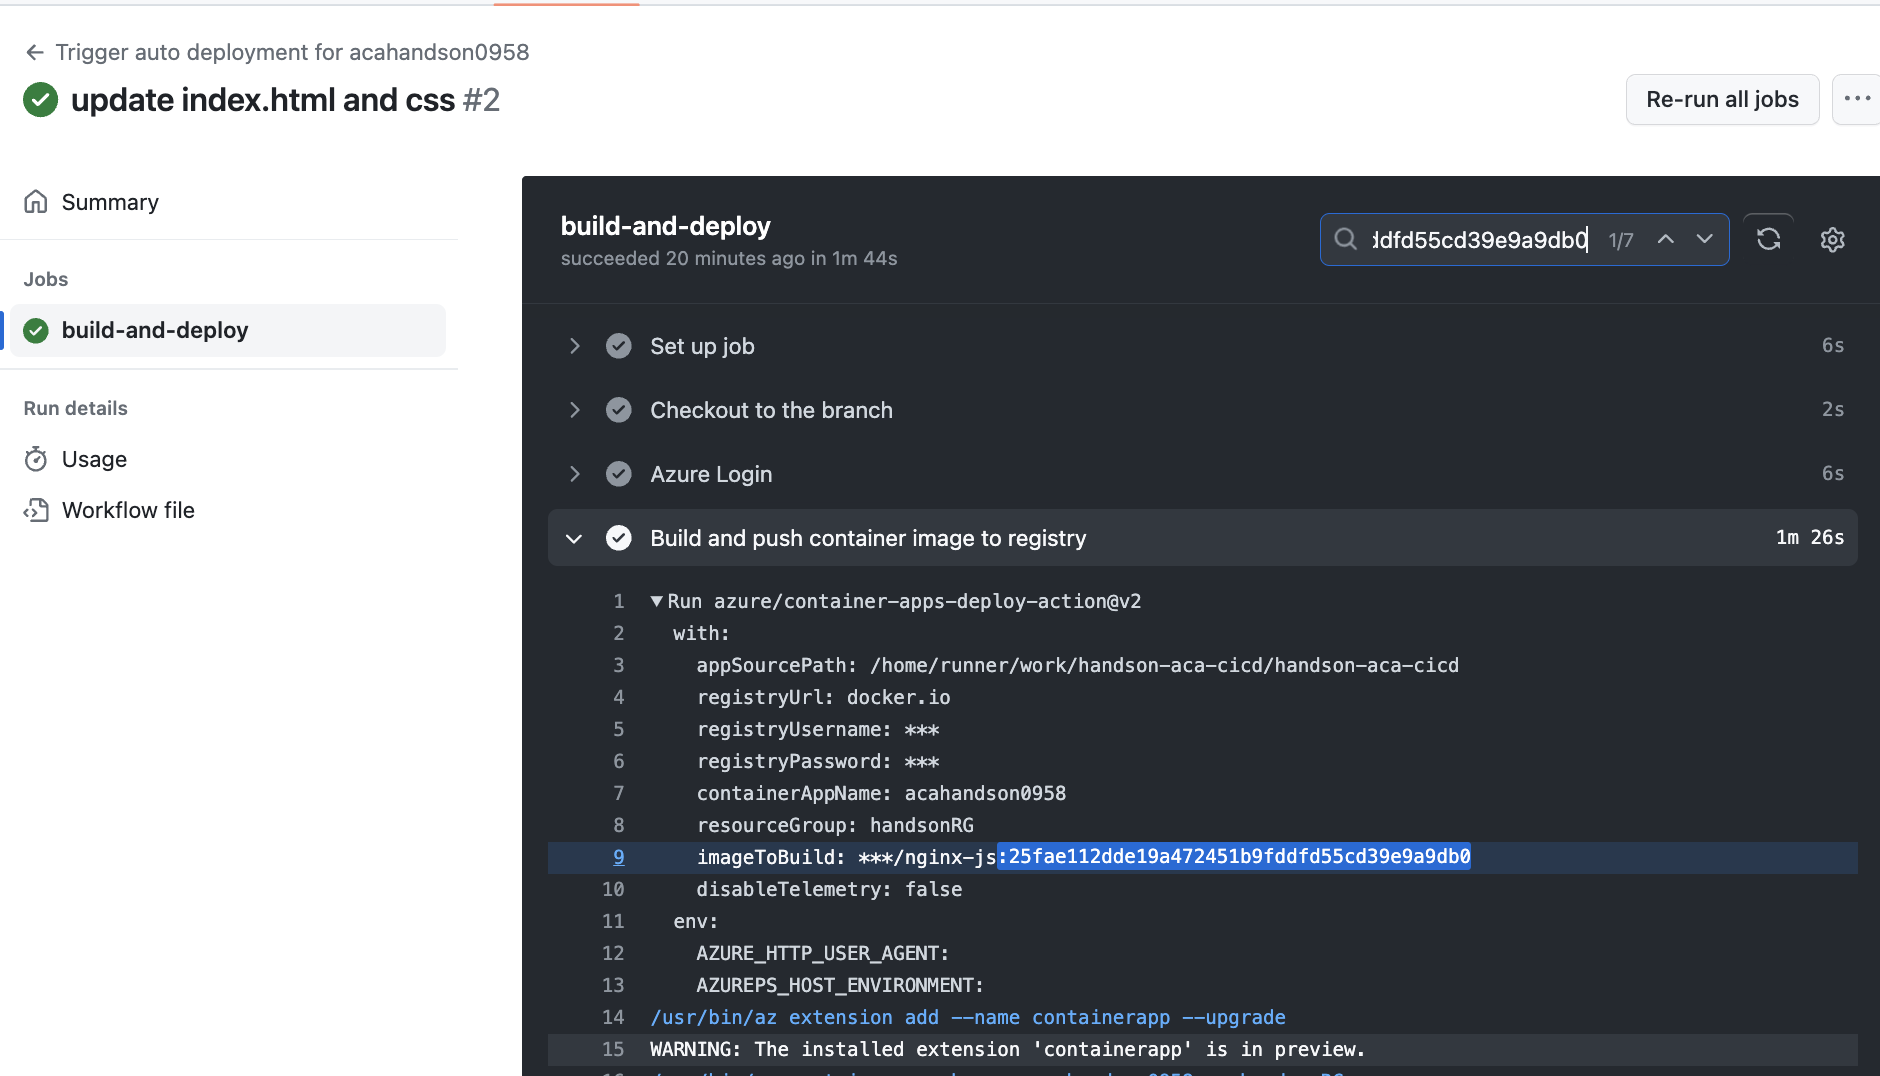 ← Trigger auto deployment for acahandson0958
update index.html and css #2
Re-run all jobs
Summary
Jobs
build-and-deploy
Run details
Usage
Workflow file
build-and-deploy
succeeded 20 minutes ago in 1m 44s
ddfd55cd39e9a9db0 1/7
Set up job 6s
Checkout to the branch 2s
Azure Login 6s
Build and push container image to registry 1m 26s
1 ▼Run azure/container-apps-deploy-action@v2
2 with:
3 appSourcePath: /home/runner/work/handson-aca-cicd/handson-aca-cicd
4 registryUrl: docker.io
5 registryUsername: ***
6 registryPassword: ***
7 containerAppName: acahandson0958
8 resourceGroup: handsonRG
9 imageToBuild: ***/nginx-js:25fae112dde19a472451b9fddfd55cd39e9a9db0
10 disableTelemetry: false
11 env:
12 AZURE_HTTP_USER_AGENT:
13 AZUREPS_HOST_ENVIRONMENT:
14 /usr/bin/az extension add --name containerapp --upgrade
15 WARNING: The installed extension 'containerapp' is in preview.